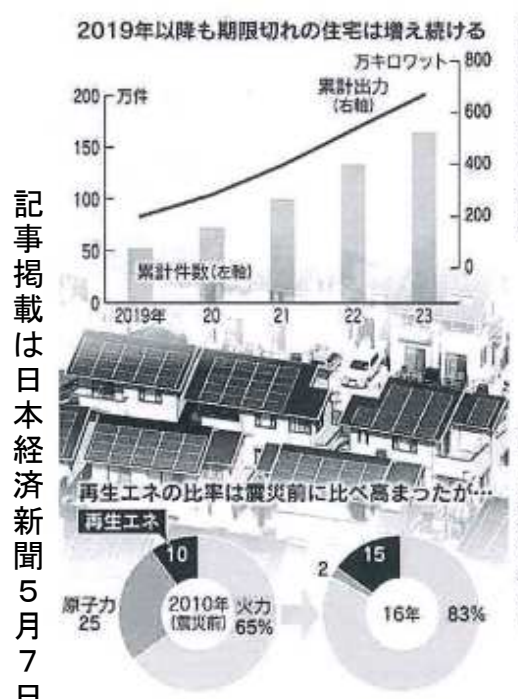 2019年以降も期限切れの住宅は増え続ける
万キロワット
800
600
400
200
0
累計出力
(右軸)
200
万件
150
100
50
0
累計件数(左軸)
2019年
20
21
22
23
再生エネの比率は震災前に比べ高まったが…
再生エネ
10
原子力
25
2010年
(震災前)
火力
65%
15
2
16年
83%
記事掲載は日本経済新聞5月7日